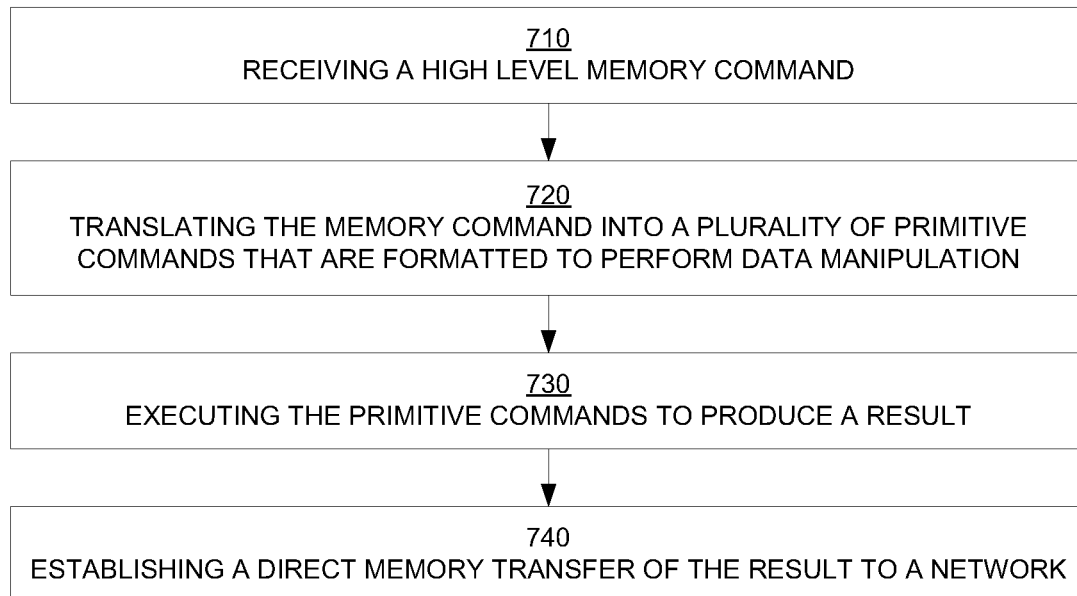 710
RECEIVING A HIGH LEVEL MEMORY COMMAND
720
TRANSLATING THE MEMORY COMMAND INTO A PLURALITY OF PRIMITIVE
COMMANDS THAT ARE FORMATTED TO PERFORM DATA MANIPULATION
730
EXECUTING THE PRIMITIVE COMMANDS TO PRODUCE A RESULT
740
ESTABLISHING A DIRECT MEMORY TRANSFER OF THE RESULT TO A NETWORK